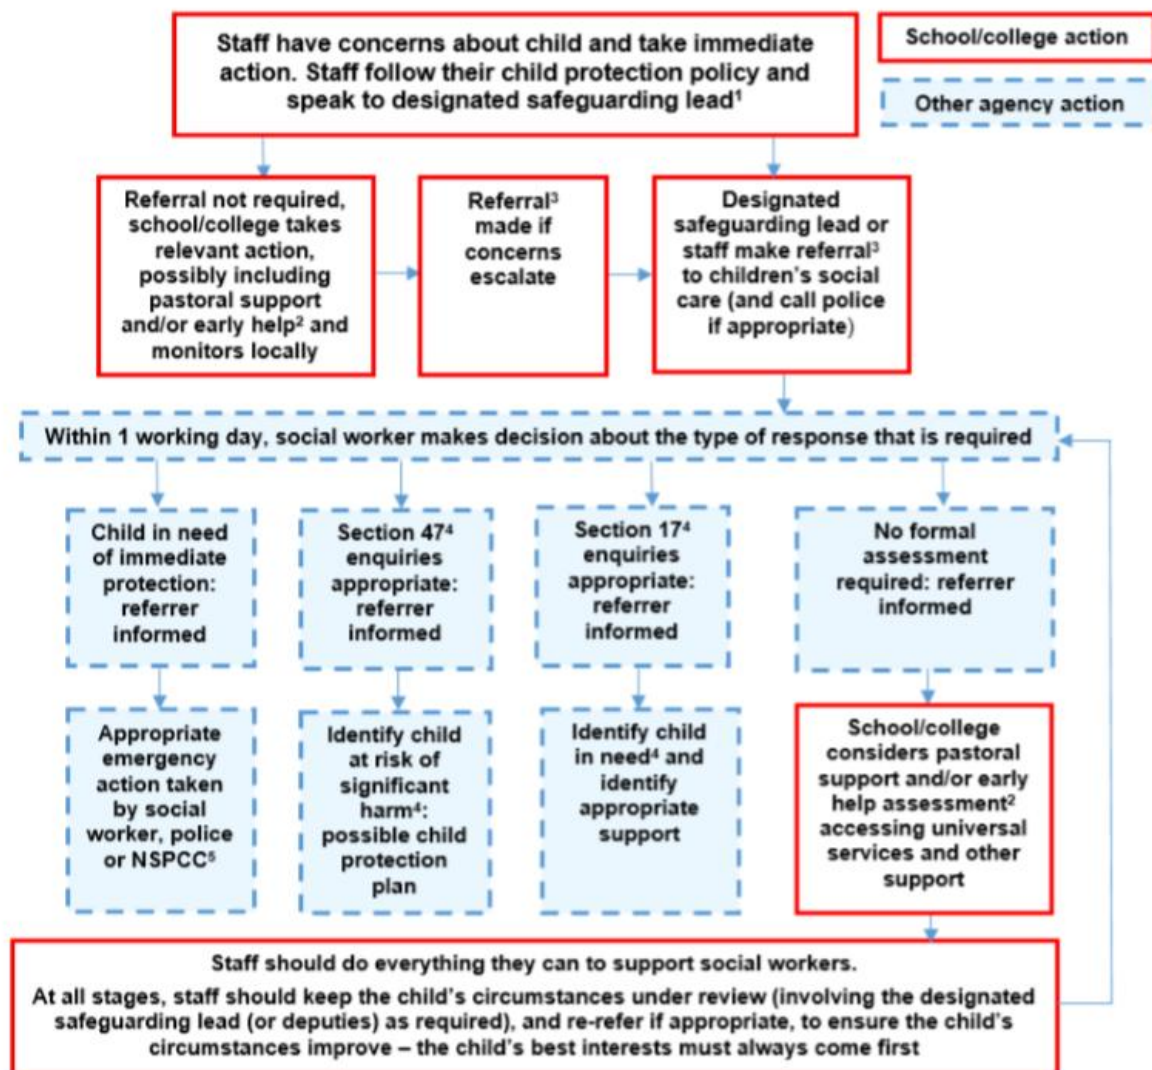 Staff have concerns about child and take immediate
action. Staff follow their child protection policy and
speak to designated safeguarding lead¹
School/college action
Other agency action
Referral not required,
school/college takes
relevant action,
possibly including
pastoral support
and/or early help² and
monitors locally
Referral³
made if
concerns
escalate
Designated
safeguarding lead or
staff make referral³
to children's social
care (and call police
if appropriate)
Within 1 working day, social worker makes decision about the type of response that is required
Child in need
of immediate
protection:
referrer
informed
Section 47⁴
enquiries
appropriate:
referrer
informed
Section 17⁴
enquiries
appropriate:
referrer
informed
No formal
assessment
required: referrer
informed
Appropriate
emergency
action taken
by social
worker, police
or NSPCC⁵
Identify child
at risk of
significant
harm⁴:
possible child
protection
plan
Identify child
in need⁴ and
identify
appropriate
support
School/college
considers pastoral
support and/or early
help assessment²
accessing universal
services and other
support
Staff should do everything they can to support social workers.
At all stages, staff should keep the child's circumstances under review (involving the designated
safeguarding lead (or deputies) as required), and re-refer if appropriate, to ensure the child's
circumstances improve – the child's best interests must always come first